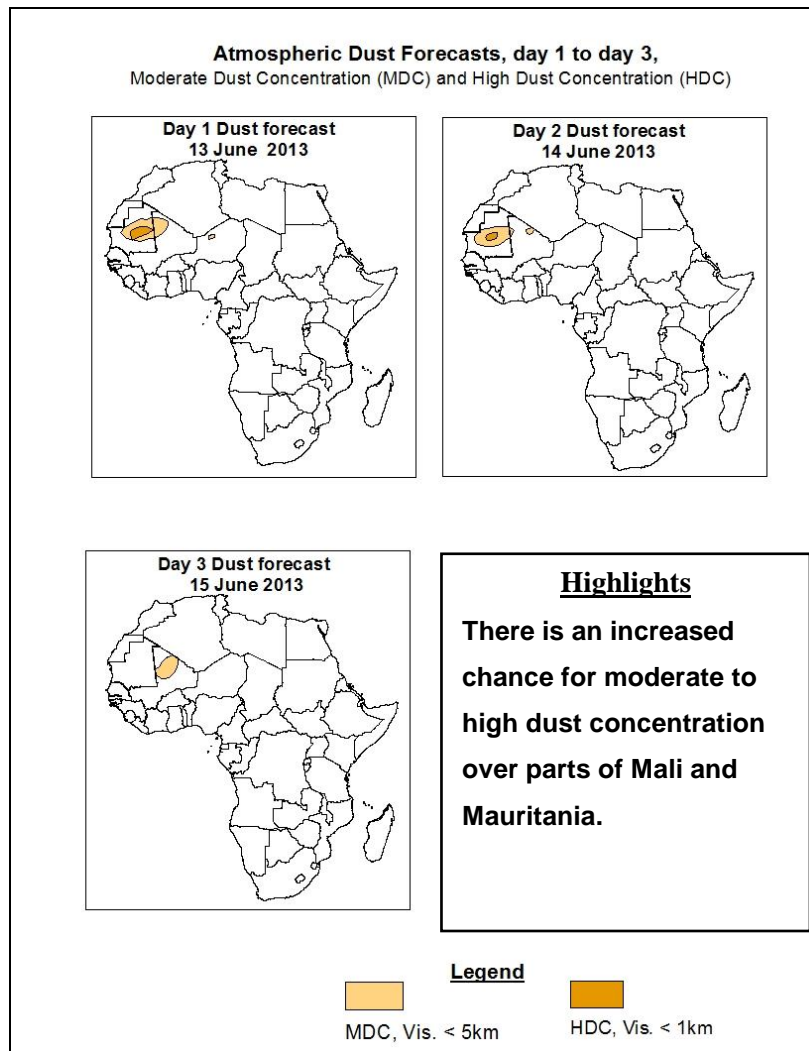 Atmospheric Dust Forecasts, day 1 to day 3,
Moderate Dust Concentration (MDC) and High Dust Concentration (HDC)
Day 1 Dust forecast
13 June 2013
Day 2 Dust forecast
14 June 2013
Day 3 Dust forecast
15 June 2013
Highlights
There is an increased
chance for moderate to
high dust concentration
over parts of Mali and
Mauritania.
Legend
MDC, Vis. < 5km
HDC, Vis. < 1km